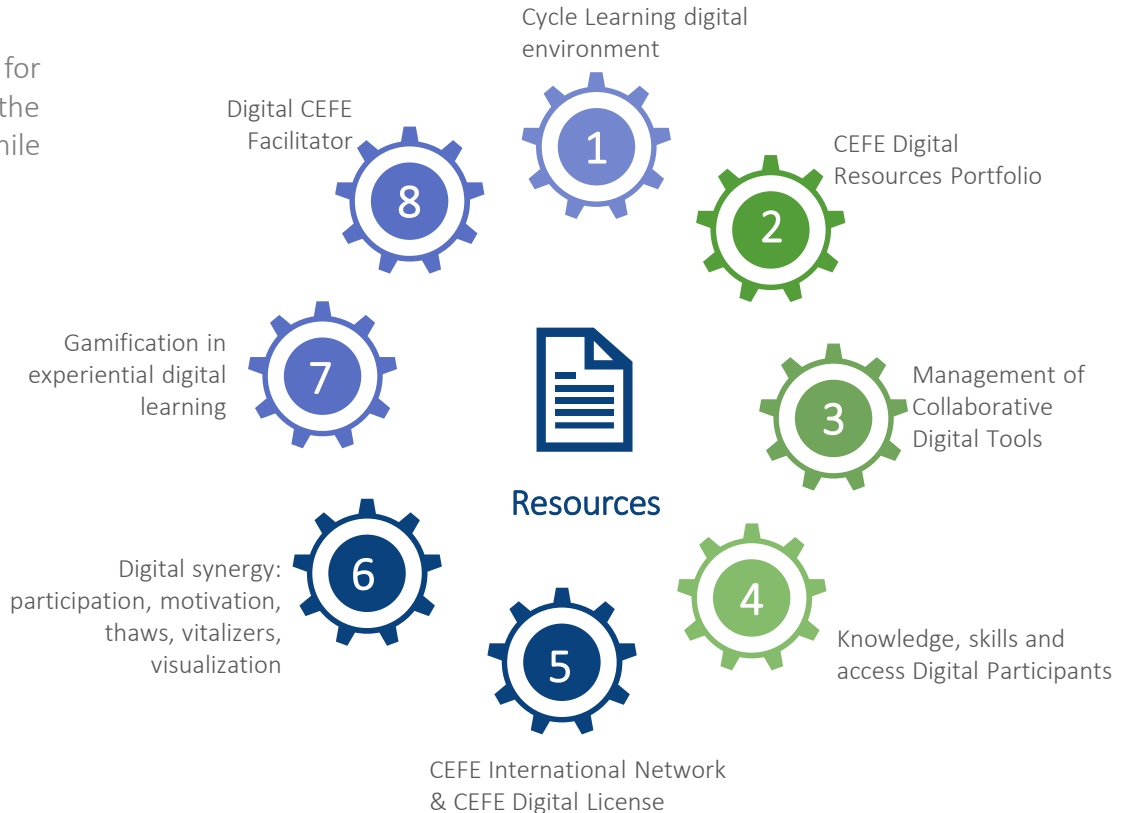 for
the
Cycle Learning digital
environment
1
Digital CEFE
Facilitator
8
CEFE Digital
Resources Portfolio
2
Gamification in
experiential digital
learning
7
Management of
Collaborative
Digital Tools
3
Resources
Digital synergy:
participation, motivation,
thaws, vitalizers,
visualization
6
Knowledge, skills and
access Digital Participants
4
5
CEFE International Network
& CEFE Digital License